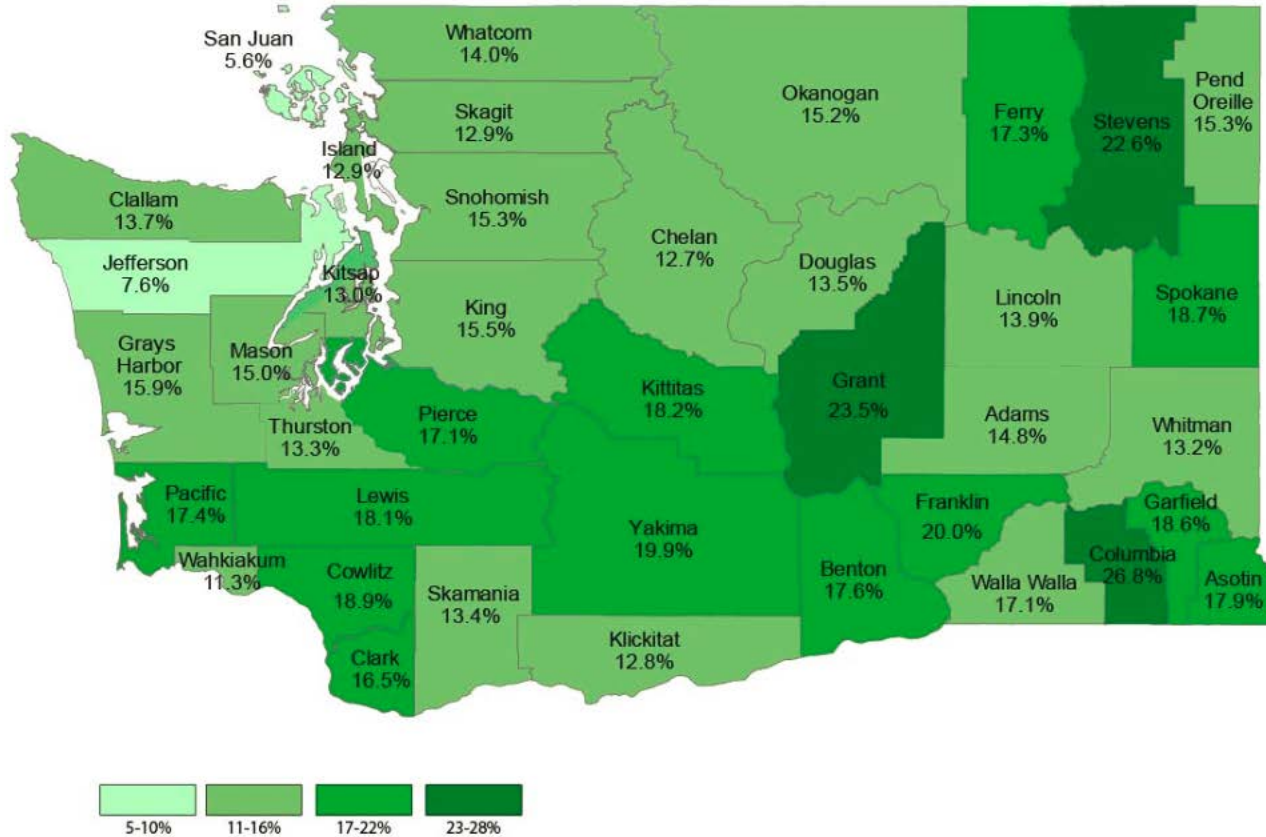 San Juan
5.6%
Whatcom
14.0%
Skagit
12.9%
Island
12.9%
Okanogan
15.2%
Ferry
17.3%
Stevens
22.6%
Pend
Oreille
15.3%
Clallam
13.7%
Snohomish
15.3%
Chelan
12.7%
Douglas
13.5%
Jefferson
7.6%
Kitsap
13.0%
King
15.5%
Lincoln
13.9%
Spokane
18.7%
Grays
Harbor
15.9%
Mason
15.0%
Kittitas
18.2%
Grant
23.5%
Thurston
13.3%
Pierce
17.1%
Adams
14.8%
Whitman
13.2%
Pacific
17.4%
Lewis
18.1%
Yakima
19.9%
Franklin
20.0%
Garfield
18.6%
Wahkiakum
11.3%
Cowlitz
18.9%
Skamania
13.4%
Benton
17.6%
Walla Walla
17.1%
Columbia
26.8%
Asotin
17.9%
Clark
16.5%
Klickitat
12.8%
5-10%
11-16%
17-22%
23-28%